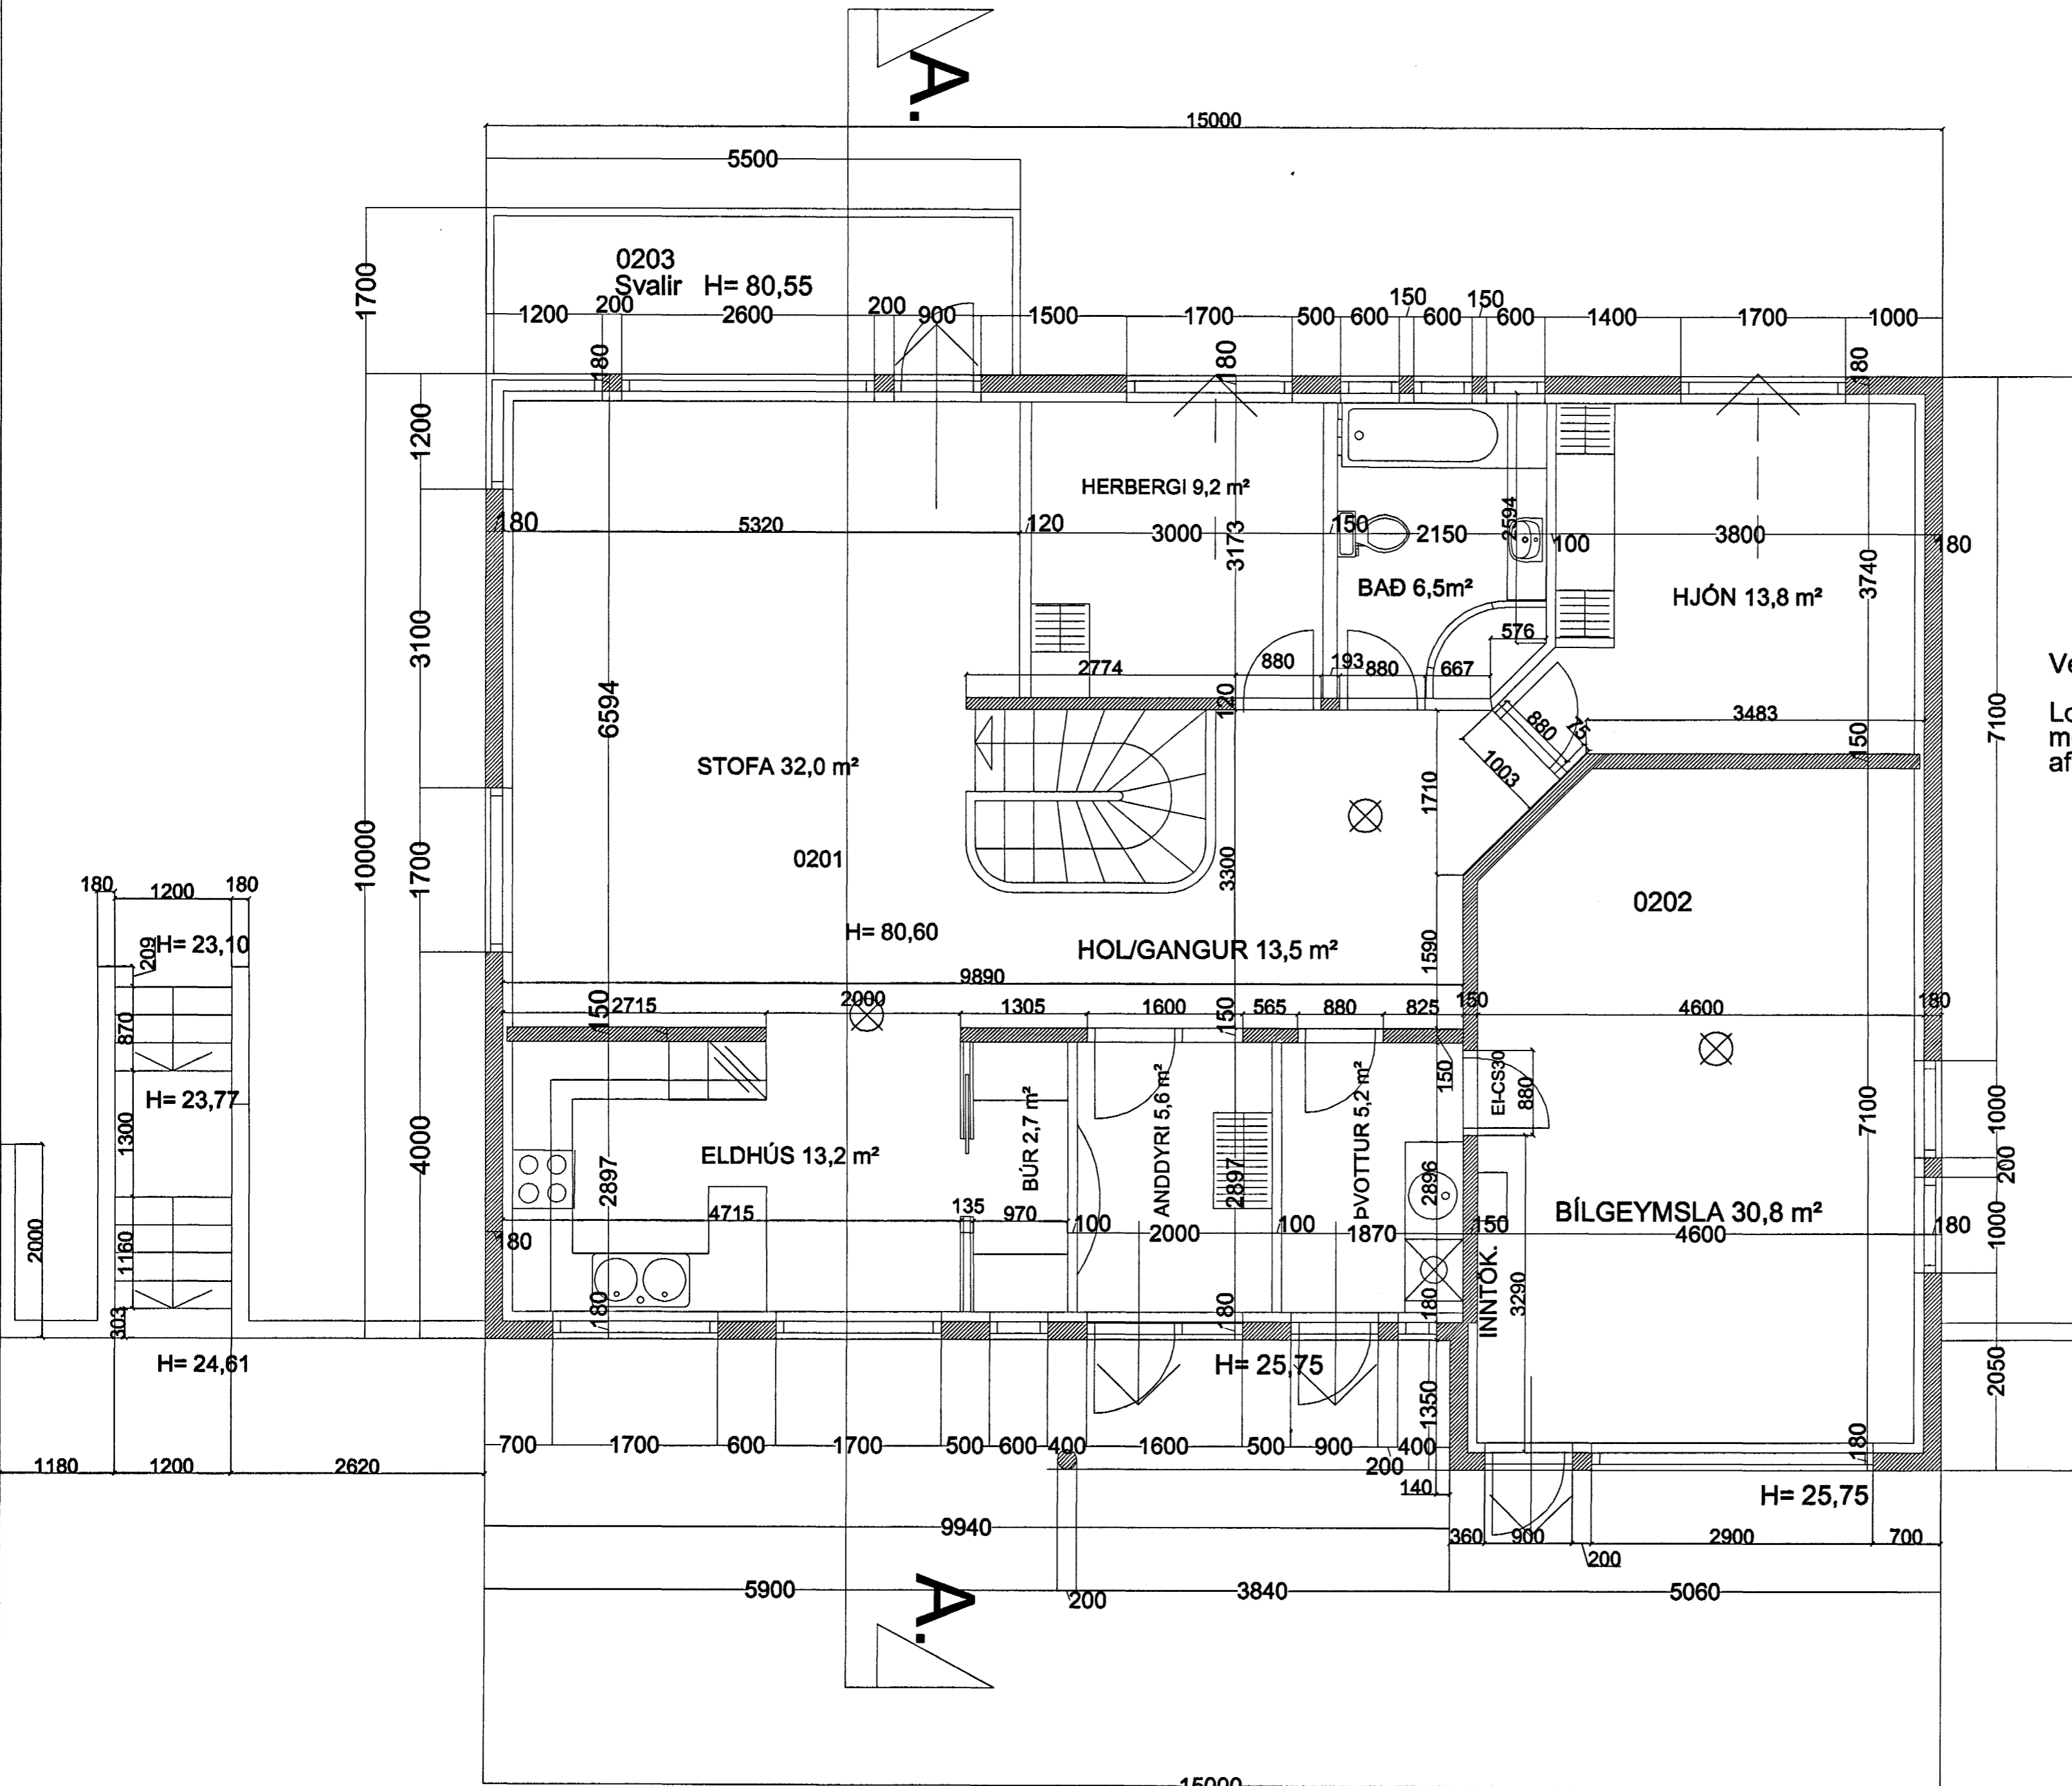 A.
15000
5500
0203
Svalir H= 80,55
1700
1200 200 2600 200 900 1500 1700 500 600 150 600 150 600 1400 1700 1000
180 180 180
1200
HERBERGI 9,2 m²
180 5320 120 3000 150 2150 100 3800 180
3173 2594 3740
BAÐ 6,5m²
HJÓN 13,8 m²
3100
576
2774 880 193 880 667
6594
120
880 75
3483
150
1003
7100
STOFA 32,0 m²
1710
10000
1700
0201
3300
0202
180 1200 180
H= 80,60
209
H= 23,10
HOL/GANGUR 13,5 m²
1590
9890
2715 2000 1305 1600 565 880 825 150 4600 180
150 150
870
H= 23,77
1300
4000
150
EI-CS30
880
7100
1000
200
ELDHÚS 13,2 m²
BÚR 2,7 m²
ANDDYRI 5,6 m²
ÞVOTTUR 5,2 m²
2897 2897 2896
BÍLGEYMSLA 30,8 m²
4715 135 970 100 2000 100 1870 150 4600 180
180
1000
2000
1160
303
INNTÖK.
3290
180 180 180
H= 24,61
H= 25,75
2050
1350
180
700 1700 600 1700 500 600 400 1600 500 900 200 400
1180 1200 2620
140
H= 25,75
9940
360 900 200 2900 700
5900 200 3840 5060
A.
15000